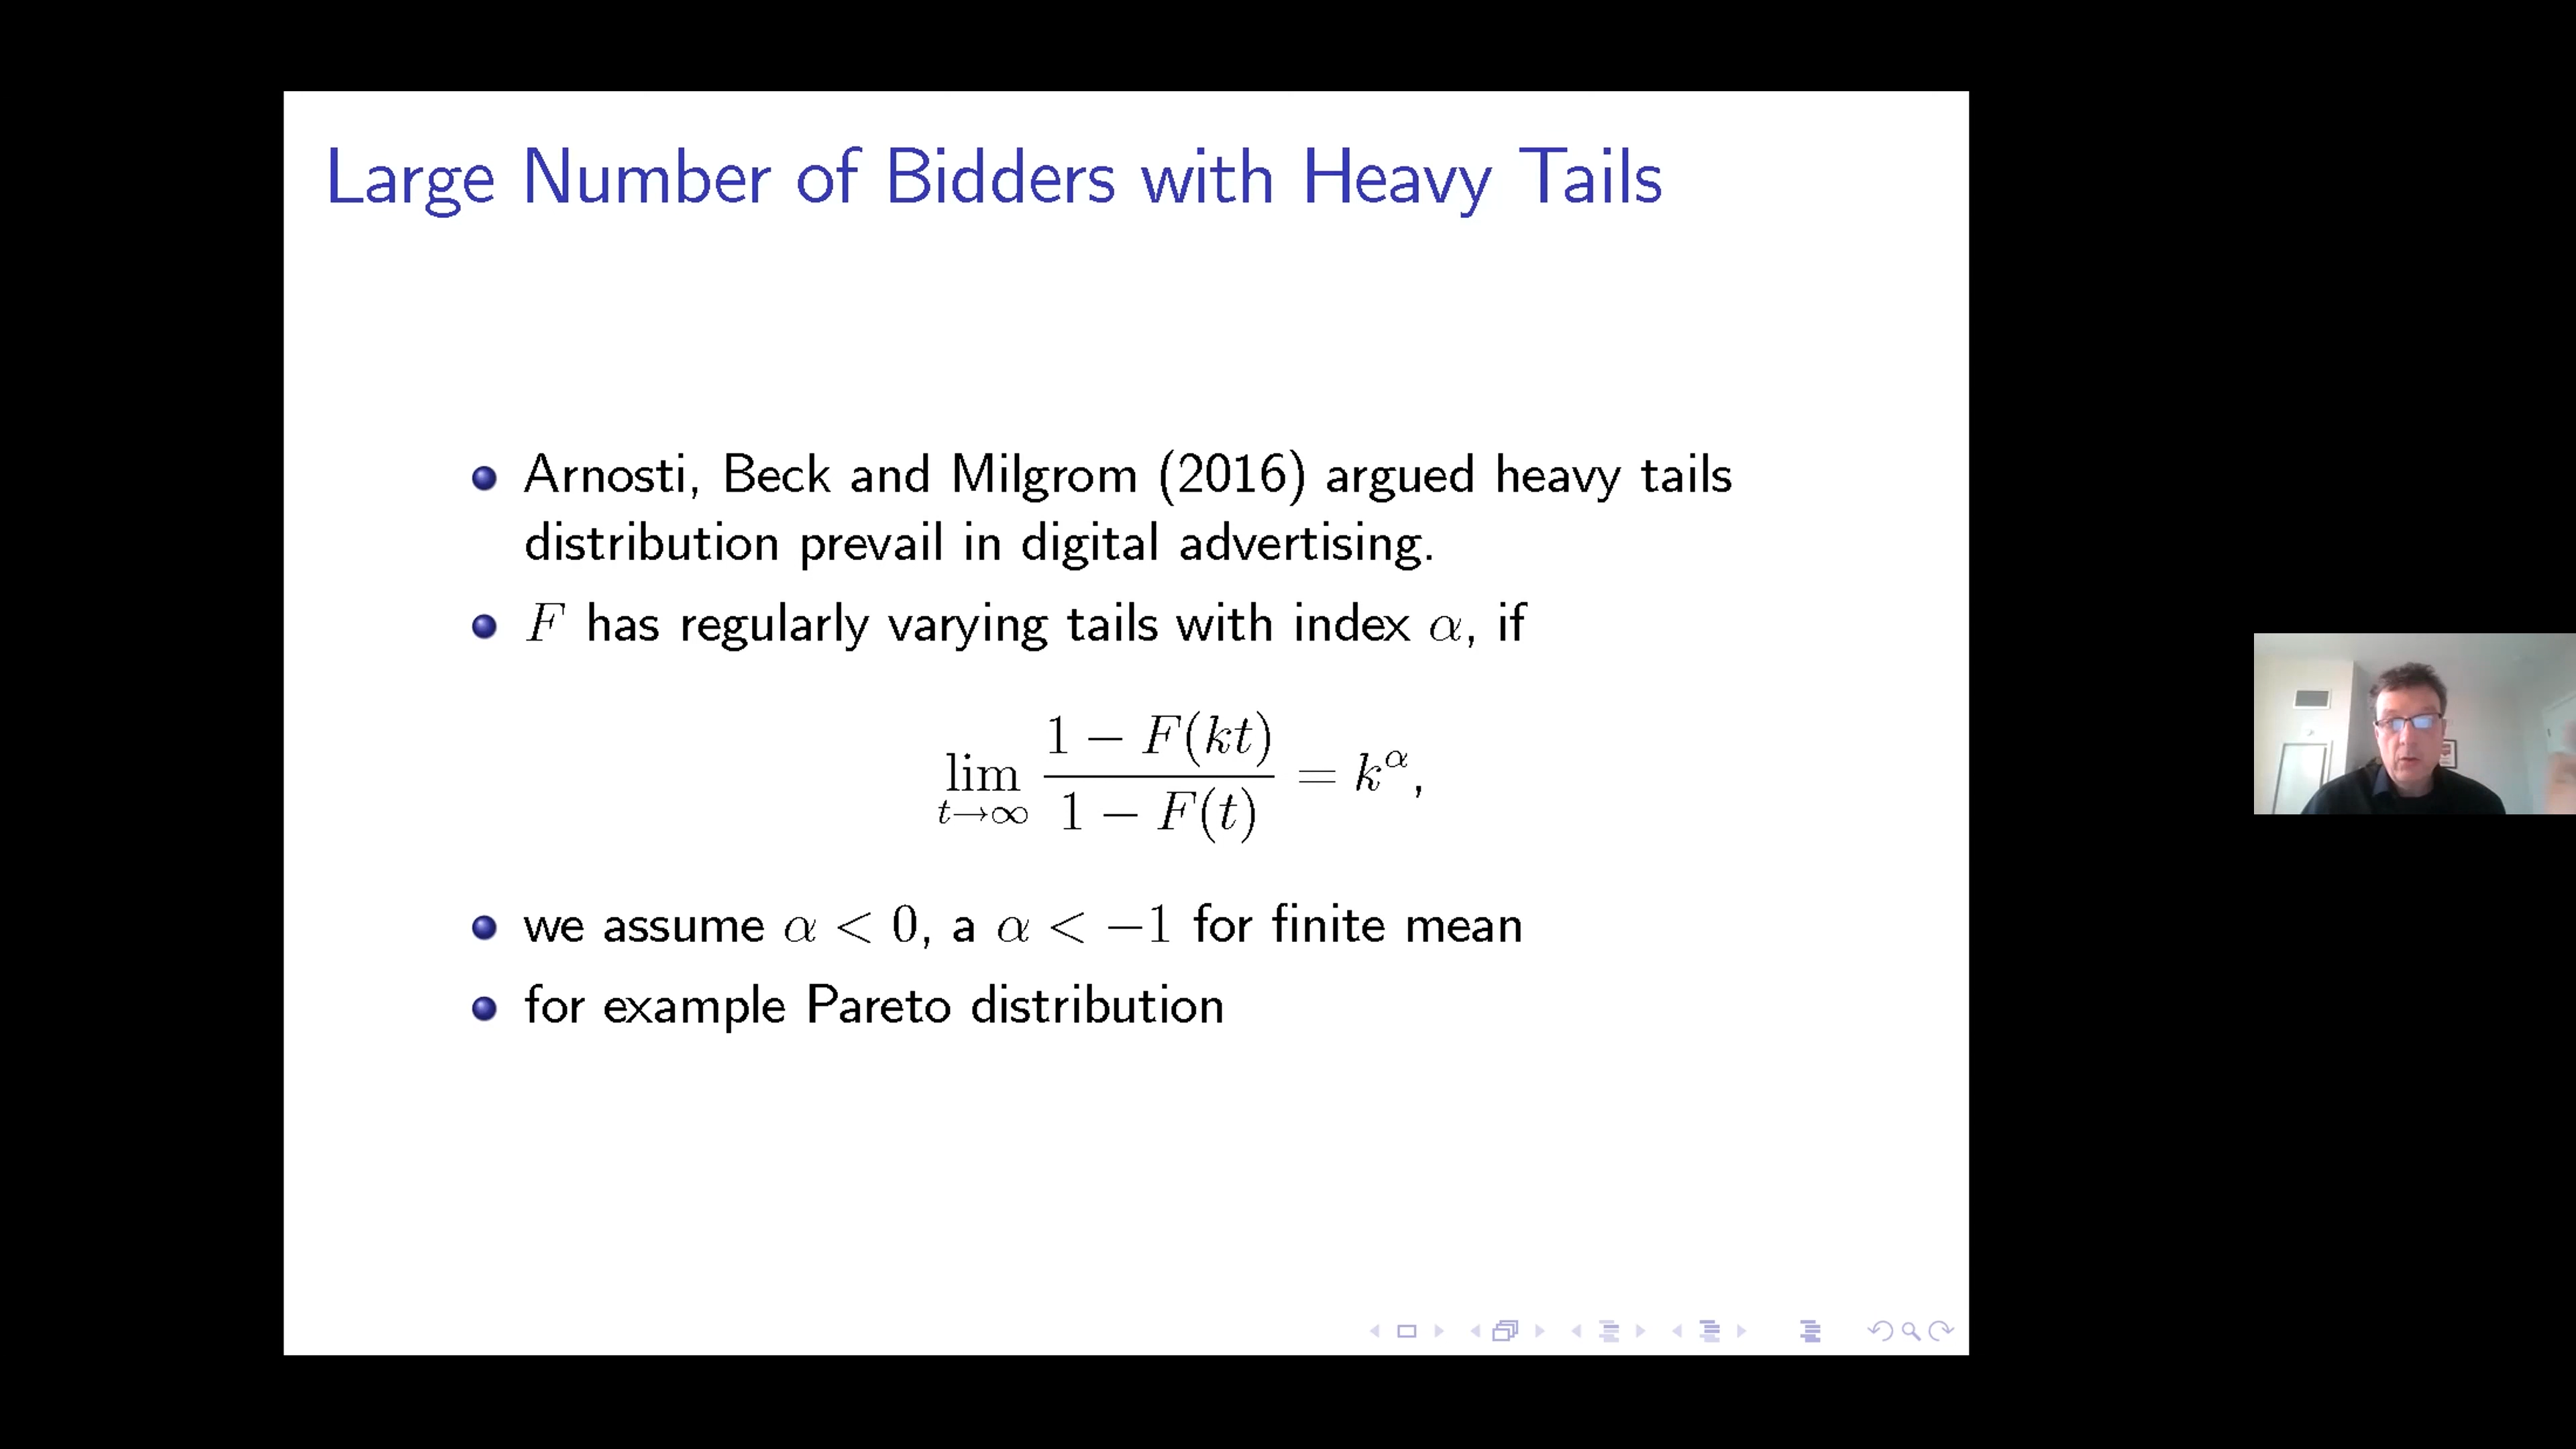 Large Number of Bidders with Heavy Tails
Arnosti, Beck and Milgrom (2016) argued heavy tails
distribution prevail in digital advertising.
F has regularly varying tails with index α, if
lim_{t→∞} \frac{1 − F(kt)}{1 − F(t)} = k^α,
we assume α < 0, a α < −1 for finite mean
for example Pareto distribution